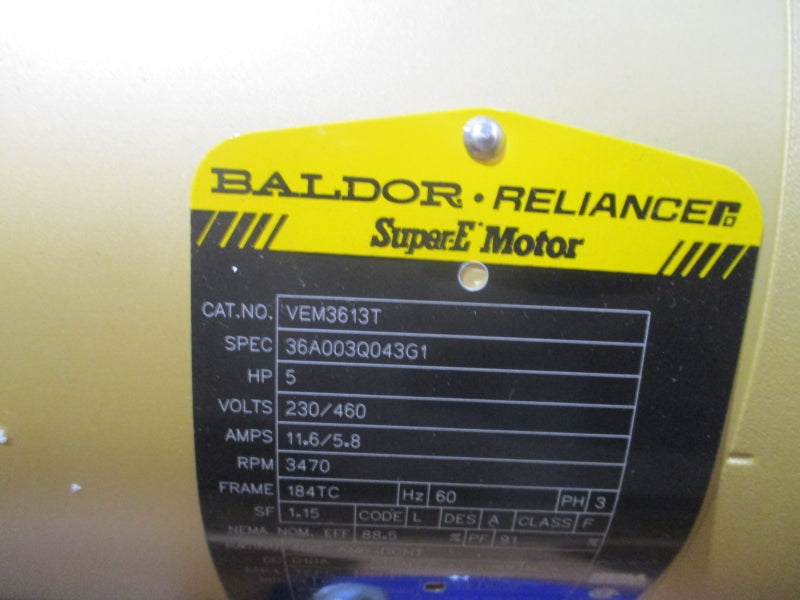 BALDOR • RELIANCE
Super-E Motor
CAT.NO. VEM3613T
SPEC 36A003Q043G1
HP 5
VOLTS 230/460
AMPS 11.6/5.8
RPM 3470
FRAME 184TC Hz 60 PH 3
SF 1.15 CODE L DES A CLASS F
NEMA NOM. EFF 88.5 % PF 91 %